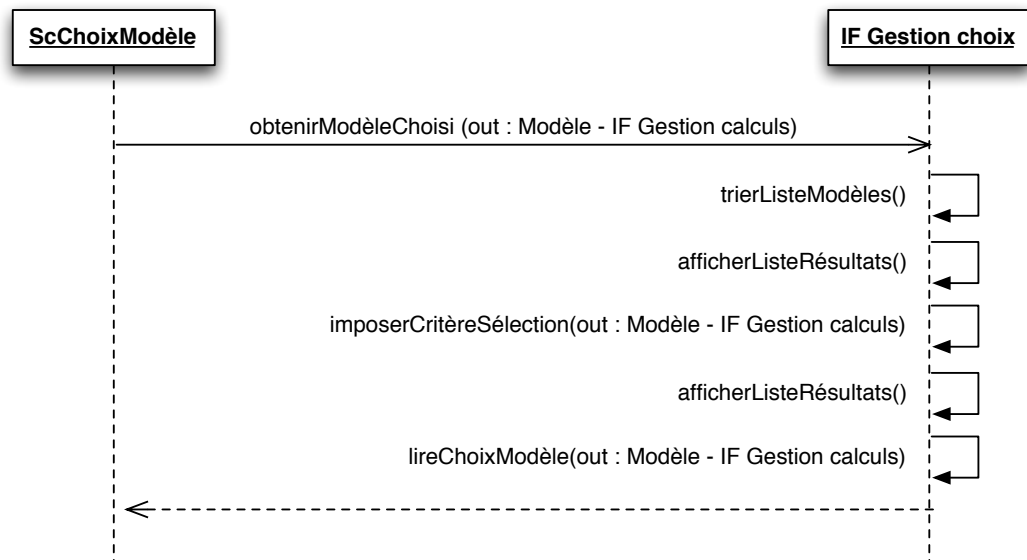 ScChoixModèle
IF Gestion choix
obtenirModèleChoisi (out : Modèle - IF Gestion calculs)
trierListeModèles()
afficherListeRésultats()
imposerCritèreSélection(out : Modèle - IF Gestion calculs)
afficherListeRésultats()
lireChoixModèle(out : Modèle - IF Gestion calculs)